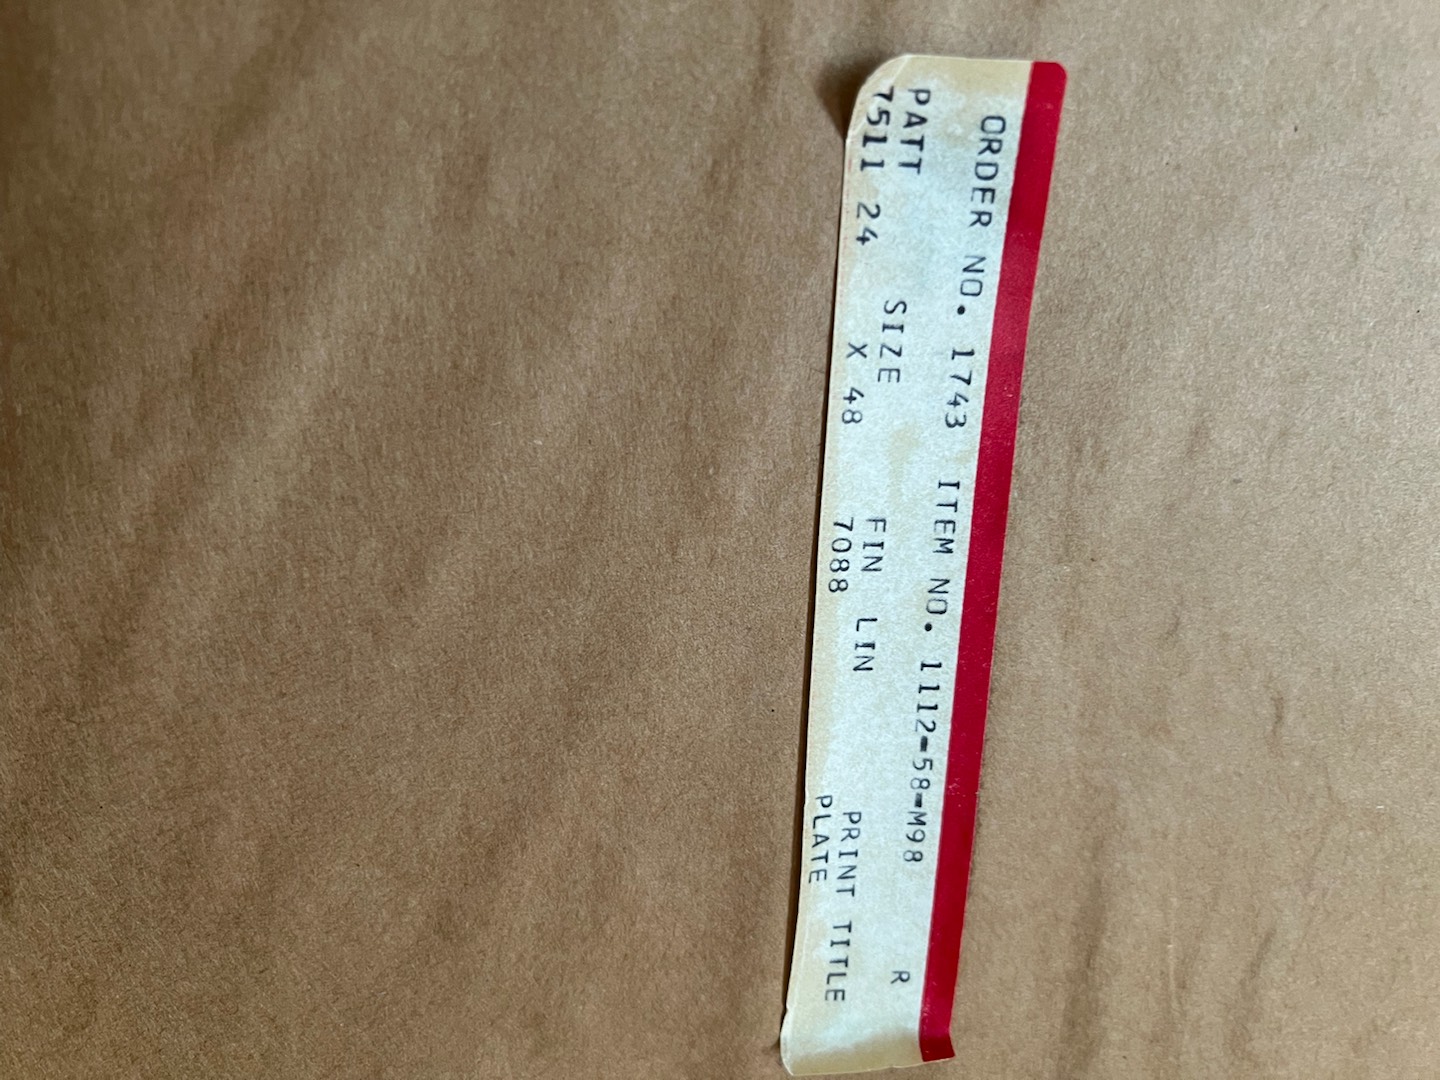 ORDER NO. 1743 ITEM NO. 1112-58-M98 R
PATT SIZE FIN LIN PRINT TITLE
7511 24 X 48 7088 PLATE